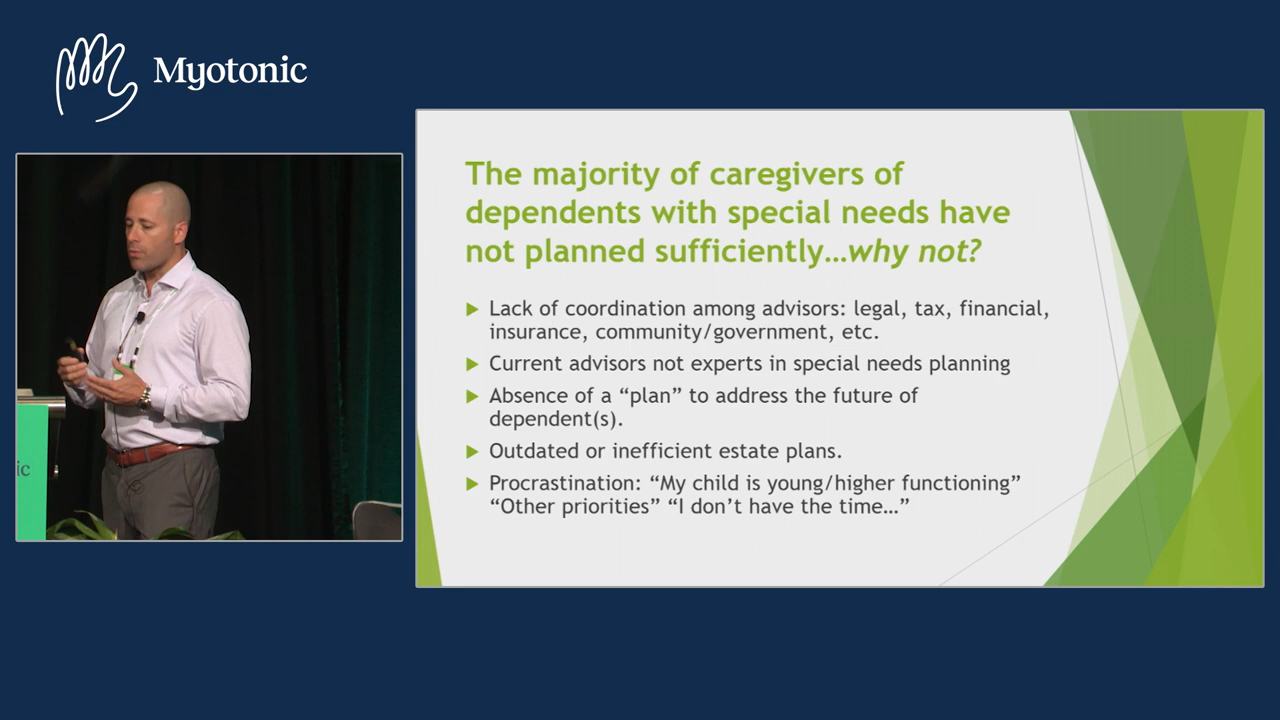 Myotonic
The majority of caregivers of
dependents with special needs have
not planned sufficiently…why not?
Lack of coordination among advisors: legal, tax, financial,
insurance, community/government, etc.
Current advisors not experts in special needs planning
Absence of a “plan” to address the future of
dependent(s).
Outdated or inefficient estate plans.
Procrastination: “My child is young/higher functioning”
“Other priorities” “I don’t have the time…”
ic